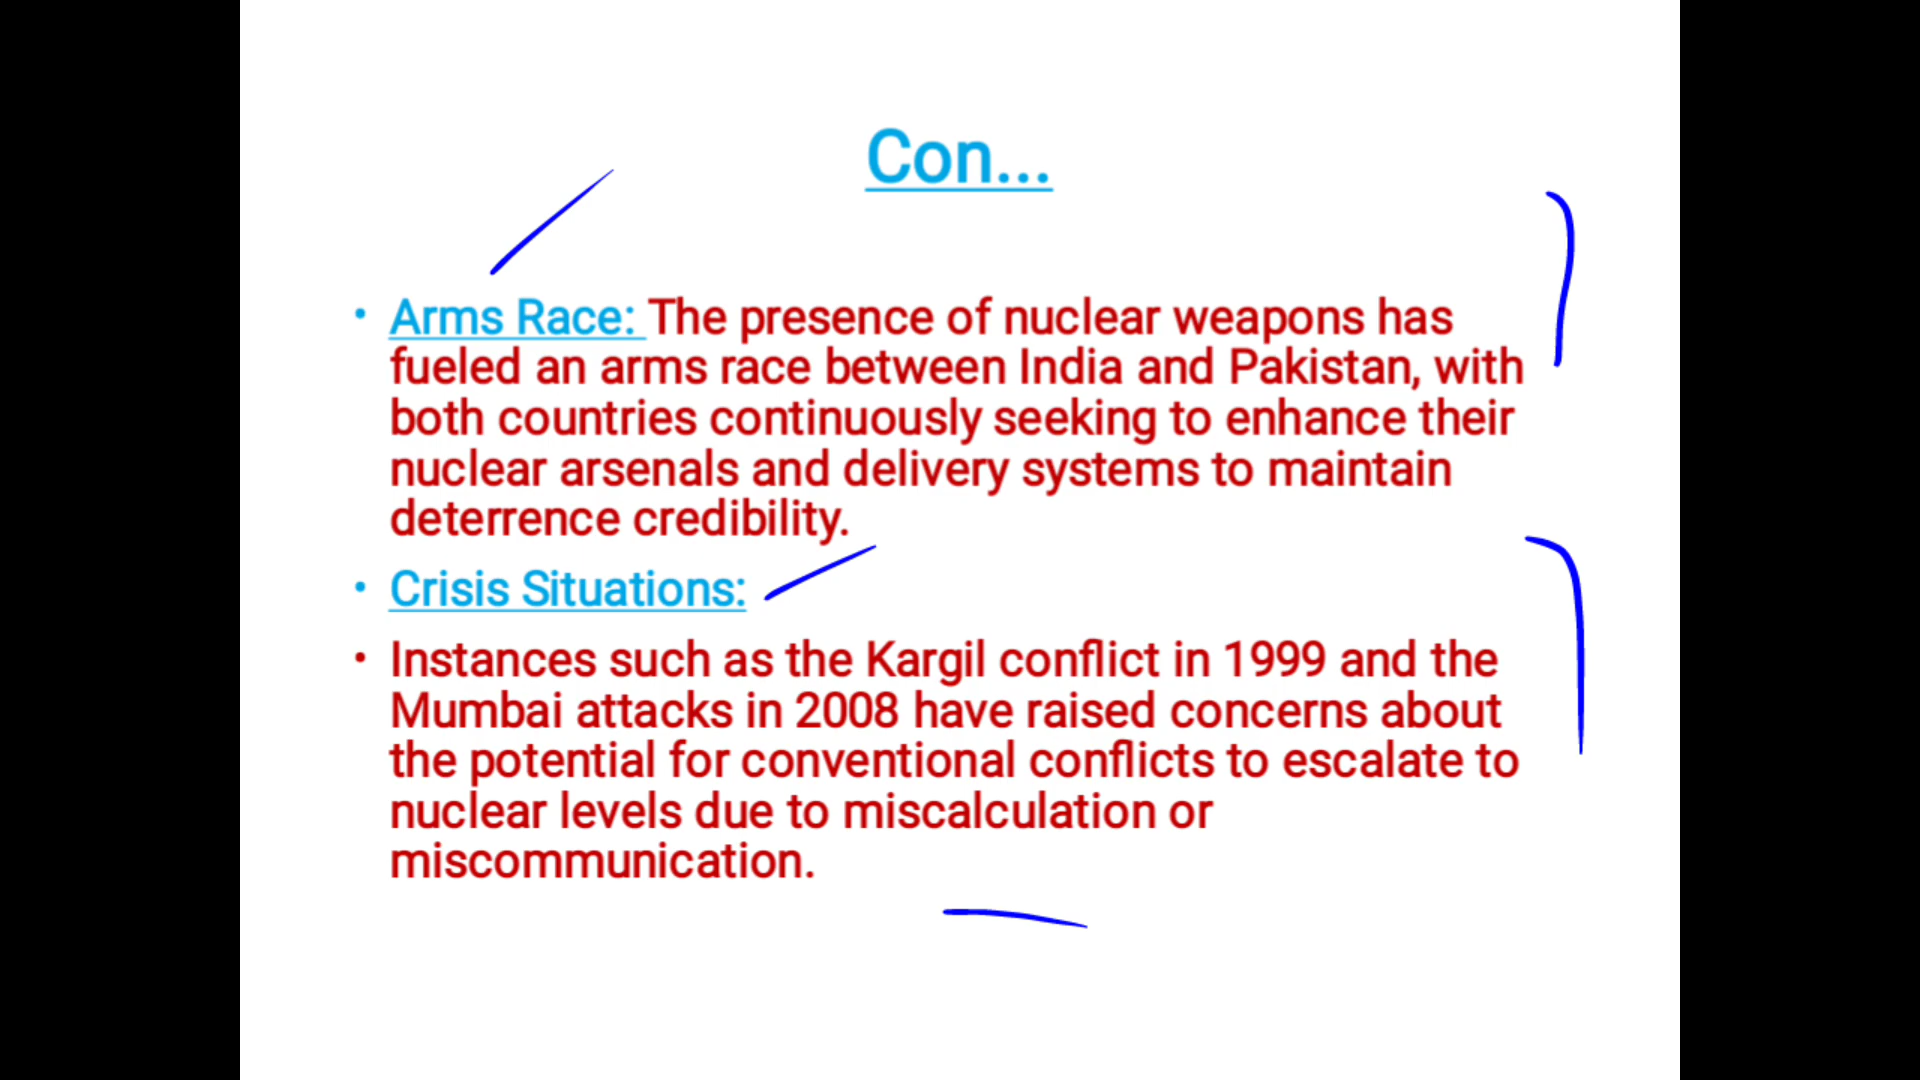 Con...
• Arms Race: The presence of nuclear weapons has
fueled an arms race between India and Pakistan, with
both countries continuously seeking to enhance their
nuclear arsenals and delivery systems to maintain
deterrence credibility.
• Crisis Situations:
• Instances such as the Kargil conflict in 1999 and the
Mumbai attacks in 2008 have raised concerns about
the potential for conventional conflicts to escalate to
nuclear levels due to miscalculation or
miscommunication.